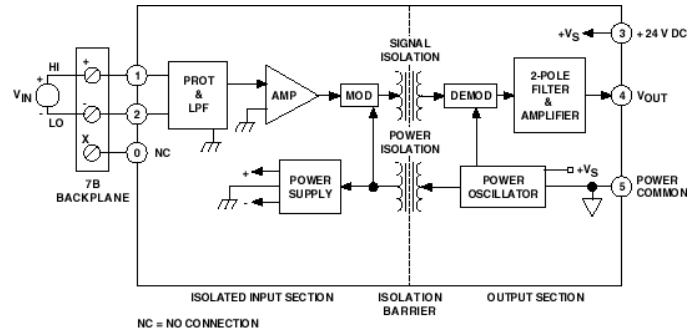 SIGNAL
ISOLATION
+VS
3
+ 24 V DC
HI
+
1
PROT
&
LPF
AMP
MOD
DEMOD
2-POLE
FILTER
&
AMPLIFIER
4
VOUT
VIN
+
-
-
LO
2
X
0
NC
7B
BACKPLANE
POWER
ISOLATION
+
-
POWER
SUPPLY
POWER
OSCILLATOR
+VS
5
POWER
COMMON
ISOLATED INPUT SECTION
ISOLATION
BARRIER
OUTPUT SECTION
NC = NO CONNECTION